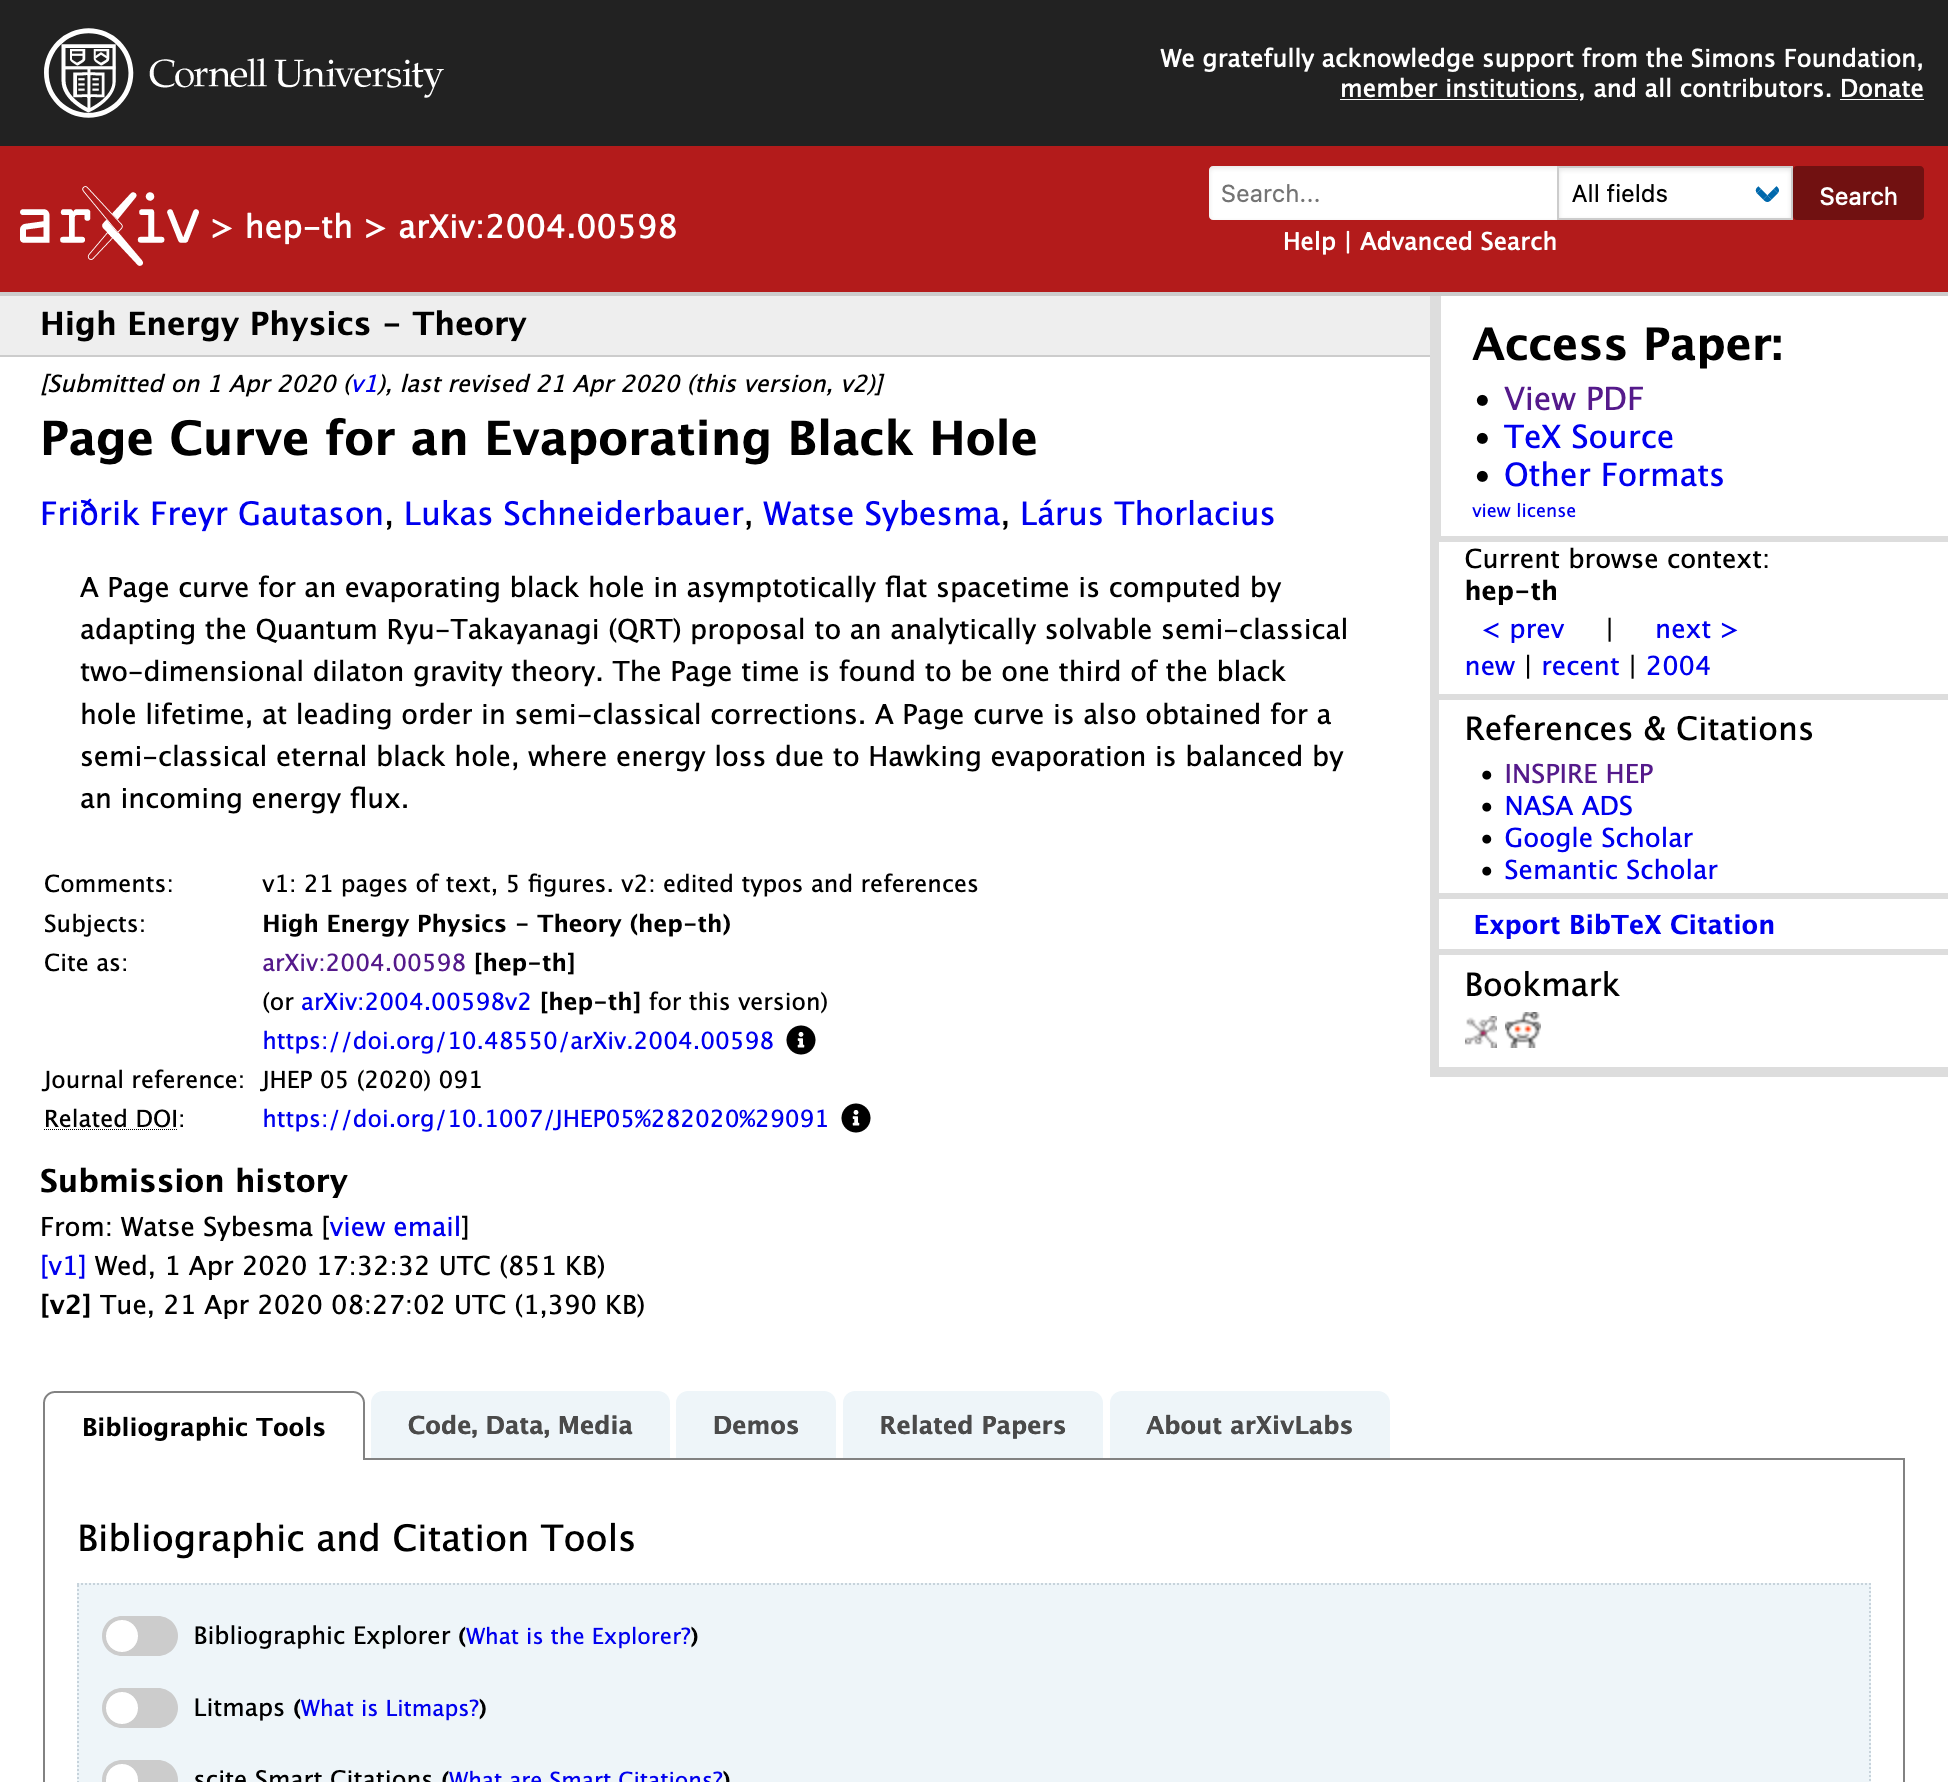 Cornell University
We gratefully acknowledge support from the Simons Foundation,
member institutions, and all contributors. Donate
arXiv > hep-th > arXiv:2004.00598
Search...
All fields
Search
Help | Advanced Search
High Energy Physics - Theory
[Submitted on 1 Apr 2020 (v1), last revised 21 Apr 2020 (this version, v2)]
Page Curve for an Evaporating Black Hole
Friðrik Freyr Gautason, Lukas Schneiderbauer, Watse Sybesma, Lárus Thorlacius
A Page curve for an evaporating black hole in asymptotically flat spacetime is computed by
adapting the Quantum Ryu-Takayanagi (QRT) proposal to an analytically solvable semi-classical
two-dimensional dilaton gravity theory. The Page time is found to be one third of the black
hole lifetime, at leading order in semi-classical corrections. A Page curve is also obtained for a
semi-classical eternal black hole, where energy loss due to Hawking evaporation is balanced by
an incoming energy flux.
Comments: v1: 21 pages of text, 5 figures. v2: edited typos and references
Subjects: High Energy Physics - Theory (hep-th)
Cite as: arXiv:2004.00598 [hep-th]
(or arXiv:2004.00598v2 [hep-th] for this version)
https://doi.org/10.48550/arXiv.2004.00598
Journal reference: JHEP 05 (2020) 091
Related DOI: https://doi.org/10.1007/JHEP05%282020%29091
Submission history
From: Watse Sybesma [view email]
[v1] Wed, 1 Apr 2020 17:32:32 UTC (851 KB)
[v2] Tue, 21 Apr 2020 08:27:02 UTC (1,390 KB)
Access Paper:
View PDF
TeX Source
Other Formats
view license
Current browse context:
hep-th
< prev | next >
new | recent | 2004
References & Citations
INSPIRE HEP
NASA ADS
Google Scholar
Semantic Scholar
Export BibTeX Citation
Bookmark
Bibliographic Tools
Code, Data, Media
Demos
Related Papers
About arXivLabs
Bibliographic and Citation Tools
Bibliographic Explorer (What is the Explorer?)
Litmaps (What is Litmaps?)
scite Smart Citations (What are Smart Citations?)